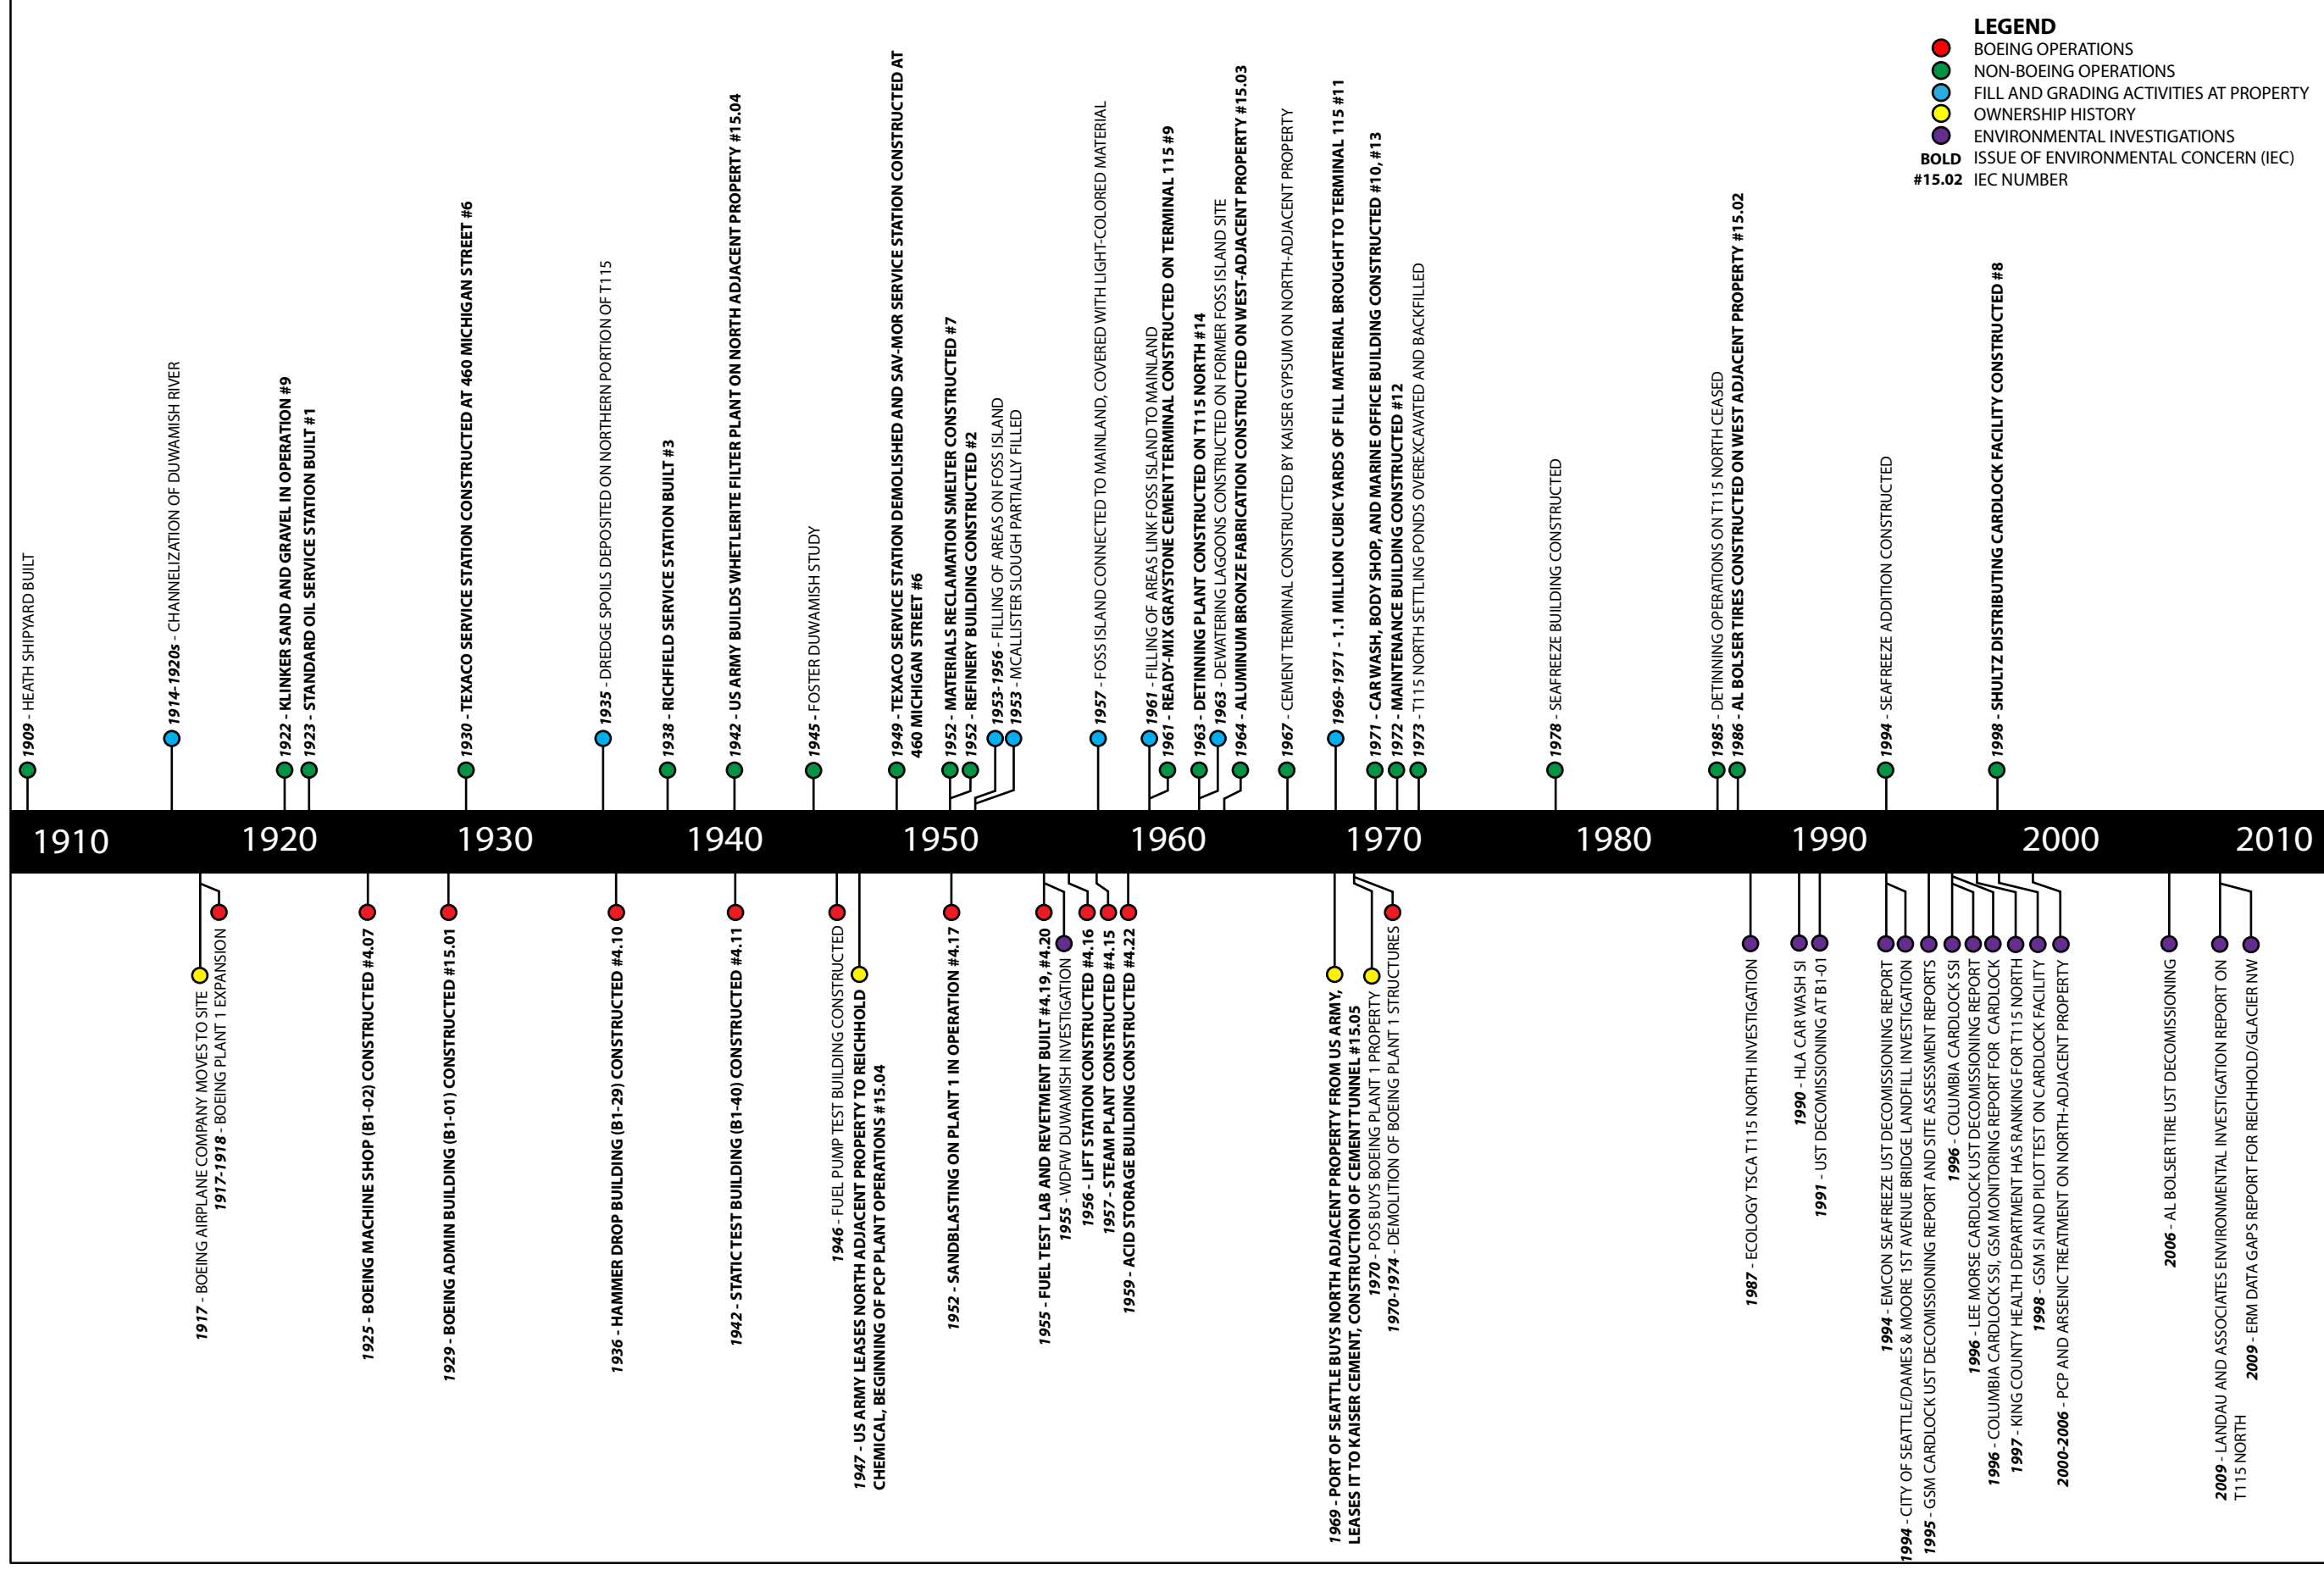 LEGEND
BOEING OPERATIONS
NON-BOEING OPERATIONS
FILL AND GRADING ACTIVITIES AT PROPERTY
OWNERSHIP HISTORY
ENVIRONMENTAL INVESTIGATIONS
BOLD ISSUE OF ENVIRONMENTAL CONCERN (IEC)
#15.02 IEC NUMBER
1909 - HEATH SHIPYARD BUILT
1914-1920s - CHANNELIZATION OF DUWAMISH RIVER
1922 - KLINKER SAND AND GRAVEL IN OPERATION #9
1923 - STANDARD OIL SERVICE STATION BUILT #1
1930 - TEXACO SERVICE STATION CONSTRUCTED AT 460 MICHIGAN STREET #6
1935 - DREDGE SPOILS DEPOSITED ON NORTHERN PORTION OF T115
1938 - RICHFIELD SERVICE STATION BUILT #3
1942 - US ARMY BUILDS WHETLERITE FILTER PLANT ON NORTH ADJACENT PROPERTY #15.04
1945 - FOSTER DUWAMISH STUDY
1949 - TEXACO SERVICE STATION DEMOLISHED AND SAV-MOR SERVICE STATION CONSTRUCTED AT
460 MICHIGAN STREET #6
1952 - MATERIALS RECLAMATION SMELTER CONSTRUCTED #7
1952 - REFINERY BUILDING CONSTRUCTED #2
1953-1956 - FILLING OF AREAS ON FOSS ISLAND
1953 - MCALLISTER SLOUGH PARTIALLY FILLED
1957 - FOSS ISLAND CONNECTED TO MAINLAND, COVERED WITH LIGHT-COLORED MATERIAL
1961 - FILLING OF AREAS LINK FOSS ISLAND TO MAINLAND
1961 - READY-MIX GRAYSTONE CEMENT TERMINAL CONSTRUCTED ON TERMINAL 115 #9
1963 - DETINNING PLANT CONSTRUCTED ON T115 NORTH #14
1963 - DEWATERING LAGOONS CONSTRUCTED ON FORMER FOSS ISLAND SITE
1964 - ALUMINUM BRONZE FABRICATION CONSTRUCTED ON WEST-ADJACENT PROPERTY #15.03
1967 - CEMENT TERMINAL CONSTRUCTED BY KAISER GYPSUM ON NORTH-ADJACENT PROPERTY
1969-1971 - 1.1 MILLION CUBIC YARDS OF FILL MATERIAL BROUGHT TO TERMINAL 115 #11
1971 - CAR WASH, BODY SHOP, AND MARINE OFFICE BUILDING CONSTRUCTED #10, #13
1972 - MAINTENANCE BUILDING CONSTRUCTED #12
1973 - T115 NORTH SETTLING PONDS OVEREXCAVATED AND BACKFILLED
1978 - SEAFREEZE BUILDING CONSTRUCTED
1985 - DETINNING OPERATIONS ON T115 NORTH CEASED
1986 - AL BOLSER TIRES CONSTRUCTED ON WEST ADJACENT PROPERTY #15.02
1994 - SEAFREEZE ADDITION CONSTRUCTED
1998 - SHULTZ DISTRIBUTING CARDLOCK FACILITY CONSTRUCTED #8
1910 1920 1930 1940 1950 1960 1970 1980 1990 2000 2010
1917 - BOEING AIRPLANE COMPANY MOVES TO SITE
1917-1918 - BOEING PLANT 1 EXPANSION
1925 - BOEING MACHINE SHOP (B1-02) CONSTRUCTED #4.07
1929 - BOEING ADMIN BUILDING (B1-01) CONSTRUCTED #15.01
1936 - HAMMER DROP BUILDING (B1-29) CONSTRUCTED #4.10
1942 - STATIC TEST BUILDING (B1-40) CONSTRUCTED #4.11
1946 - FUEL PUMP TEST BUILDING CONSTRUCTED
1947 - US ARMY LEASES NORTH ADJACENT PROPERTY TO REICHHOLD
CHEMICAL, BEGINNING OF PCP PLANT OPERATIONS #15.04
1952 - SANDBLASTING ON PLANT 1 IN OPERATION #4.17
1955 - FUEL TEST LAB AND REVETMENT BUILT #4.19, #4.20
1955 - WDFW DUWAMISH INVESTIGATION
1956 - LIFT STATION CONSTRUCTED #4.16
1957 - STEAM PLANT CONSTRUCTED #4.15
1959 - ACID STORAGE BUILDING CONSTRUCTED #4.22
1969 - PORT OF SEATTLE BUYS NORTH ADJACENT PROPERTY FROM US ARMY,
LEASES IT TO KAISER CEMENT, CONSTRUCTION OF CEMENT TUNNEL #15.05
1970 - POS BUYS BOEING PLANT 1 PROPERTY
1970-1974 - DEMOLITION OF BOEING PLANT 1 STRUCTURES
1987 - ECOLOGY TSCA T115 NORTH INVESTIGATION
1990 - HLA CAR WASH SI
1991 - UST DECOMISSIONING AT B1-01
1994 - EMCON SEAFREEZE UST DECOMISSIONING REPORT
1994 - CITY OF SEATTLE/DAMES & MOORE 1ST AVENUE BRIDGE LANDFILL INVESTIGATION
1995 - GSM CARDLOCK UST DECOMISSIONING REPORT AND SITE ASSESSMENT REPORTS
1996 - COLUMBIA CARDLOCK SSI
1996 - LEE MORSE CARDLOCK UST DECOMISSIONING REPORT
1996 - COLUMBIA CARDLOCK SSI, GSM MONITORING REPORT FOR CARDLOCK
1997 - KING COUNTY HEALTH DEPARTMENT HAS RANKING FOR T115 NORTH
1998 - GSM SI AND PILOT TEST ON CARDLOCK FACILITY
2000-2006 - PCP AND ARSENIC TREATMENT ON NORTH-ADJACENT PROPERTY
2006 - AL BOLSER TIRE UST DECOMISSIONING
2009 - LANDAU AND ASSOCIATES ENVIRONMENTAL INVESTIGATION REPORT ON
T115 NORTH
2009 - ERM DATA GAPS REPORT FOR REICHHOLD/GLACIER NW